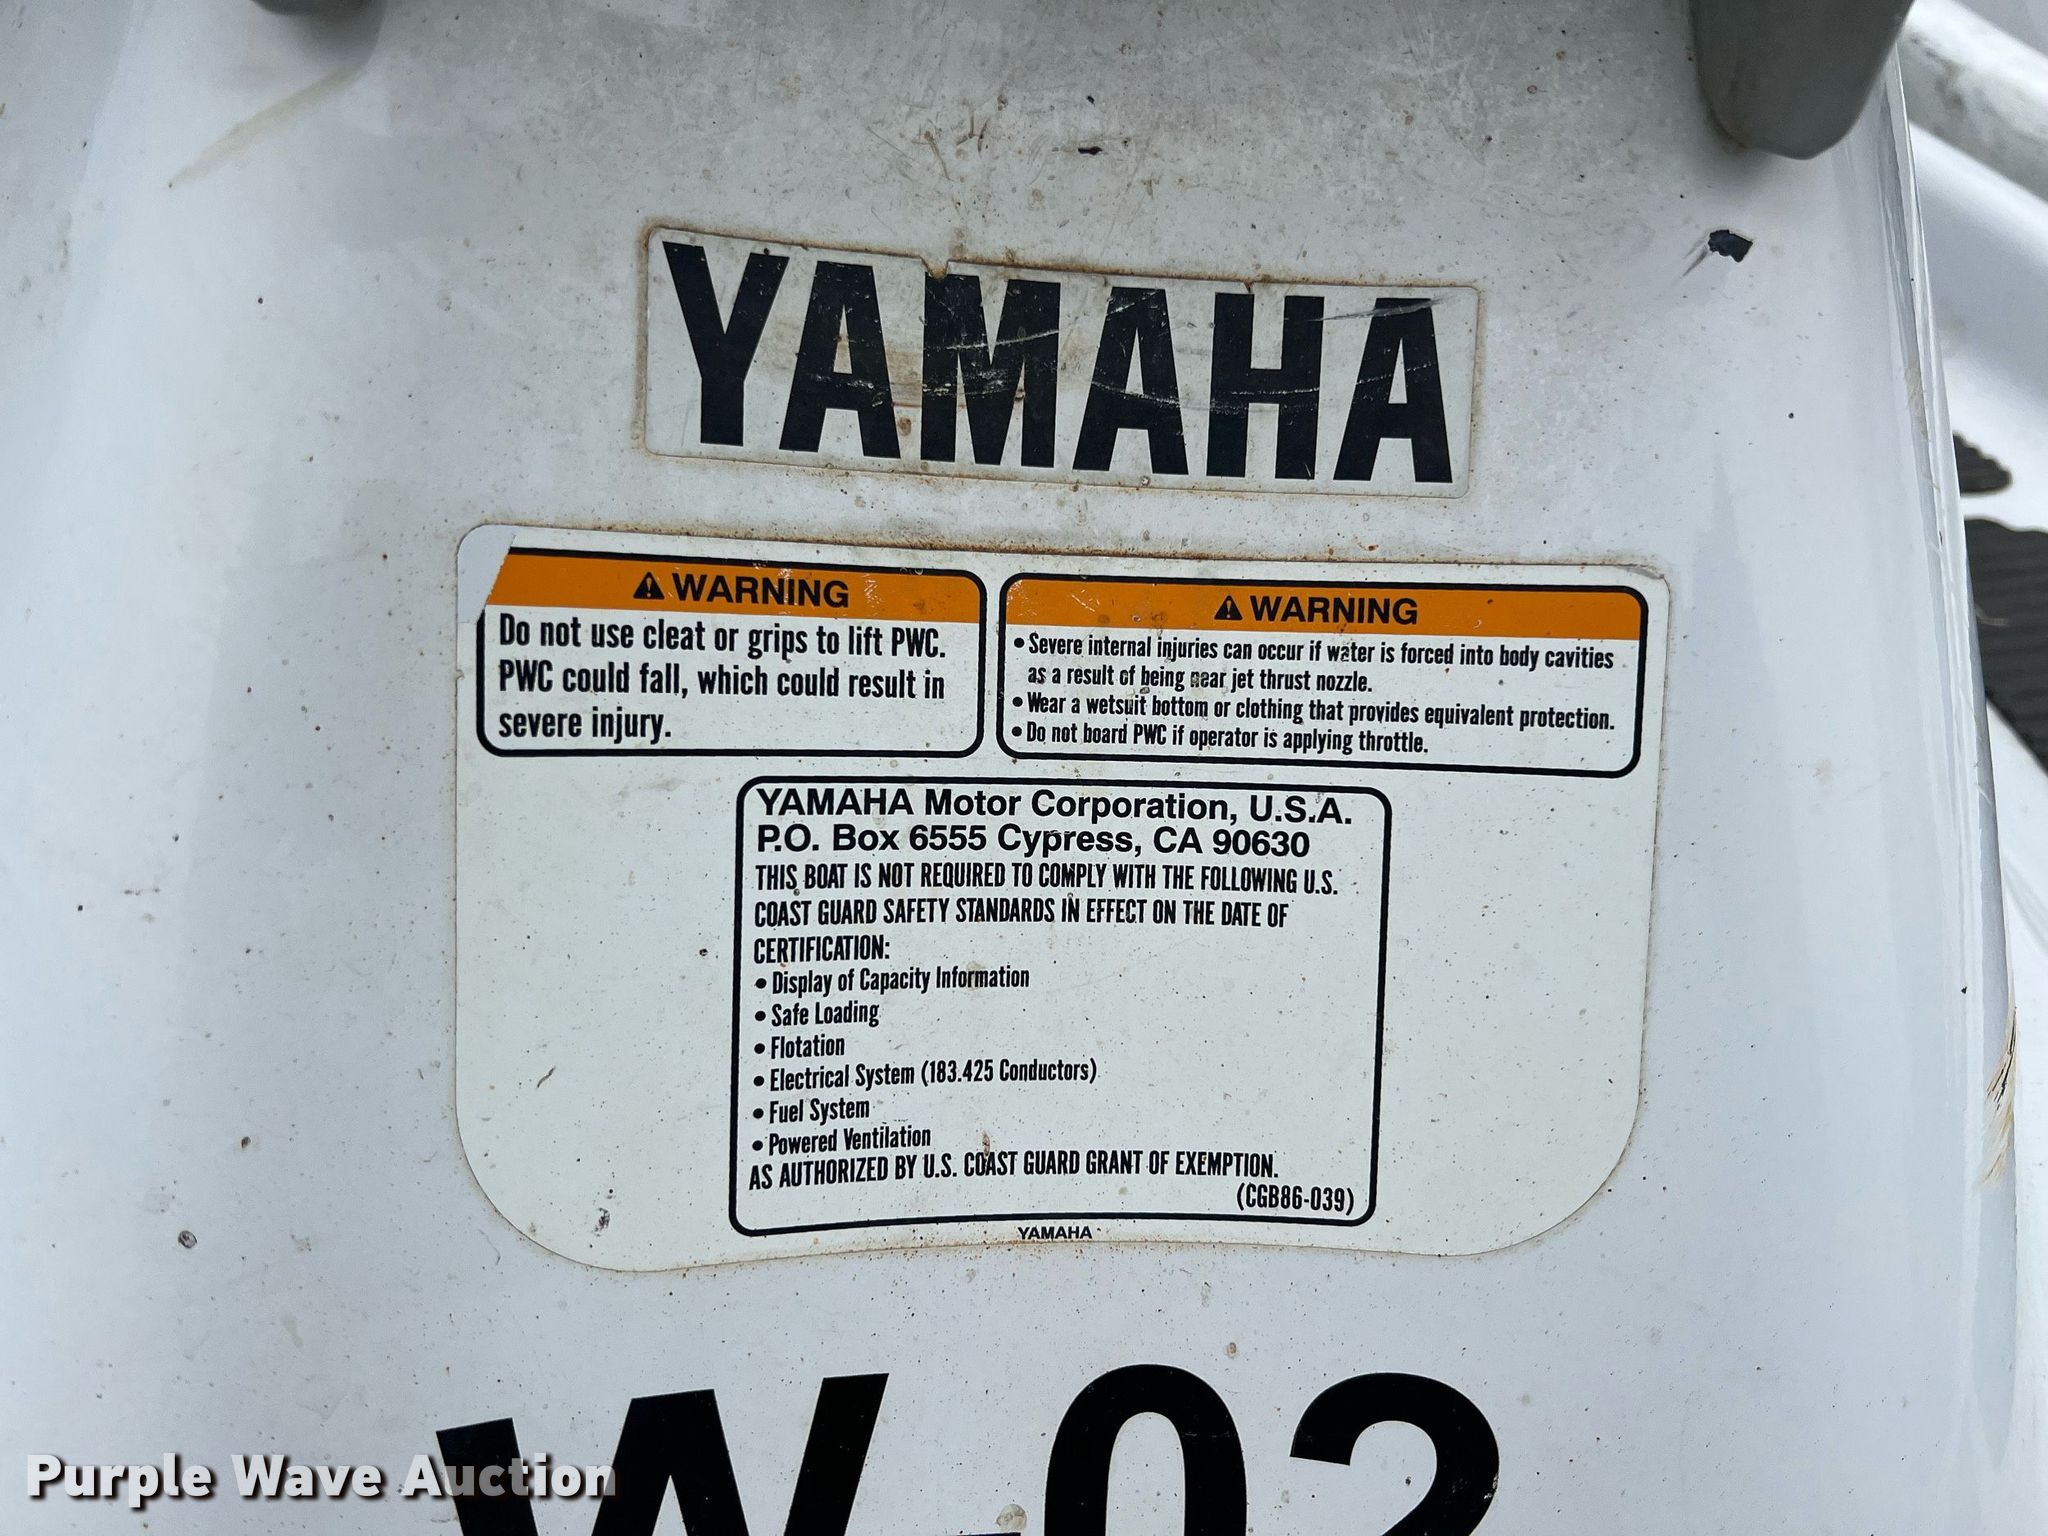 YAMAHA
⚠ WARNING
Do not use cleat or grips to lift PWC.
PWC could fall, which could result in
severe injury.
⚠ WARNING
• Severe internal injuries can occur if water is forced into body cavities
as a result of being near jet thrust nozzle.
• Wear a wetsuit bottom or clothing that provides equivalent protection.
• Do not board PWC if operator is applying throttle.
YAMAHA Motor Corporation, U.S.A.
P.O. Box 6555 Cypress, CA 90630
THIS BOAT IS NOT REQUIRED TO COMPLY WITH THE FOLLOWING U.S.
COAST GUARD SAFETY STANDARDS IN EFFECT ON THE DATE OF
CERTIFICATION:
• Display of Capacity Information
• Safe Loading
• Flotation
• Electrical System (183.425 Conductors)
• Fuel System
• Powered Ventilation
AS AUTHORIZED BY U.S. COAST GUARD GRANT OF EXEMPTION.
(CGB86-039)
YAMAHA
W-02
Purple Wave Auction